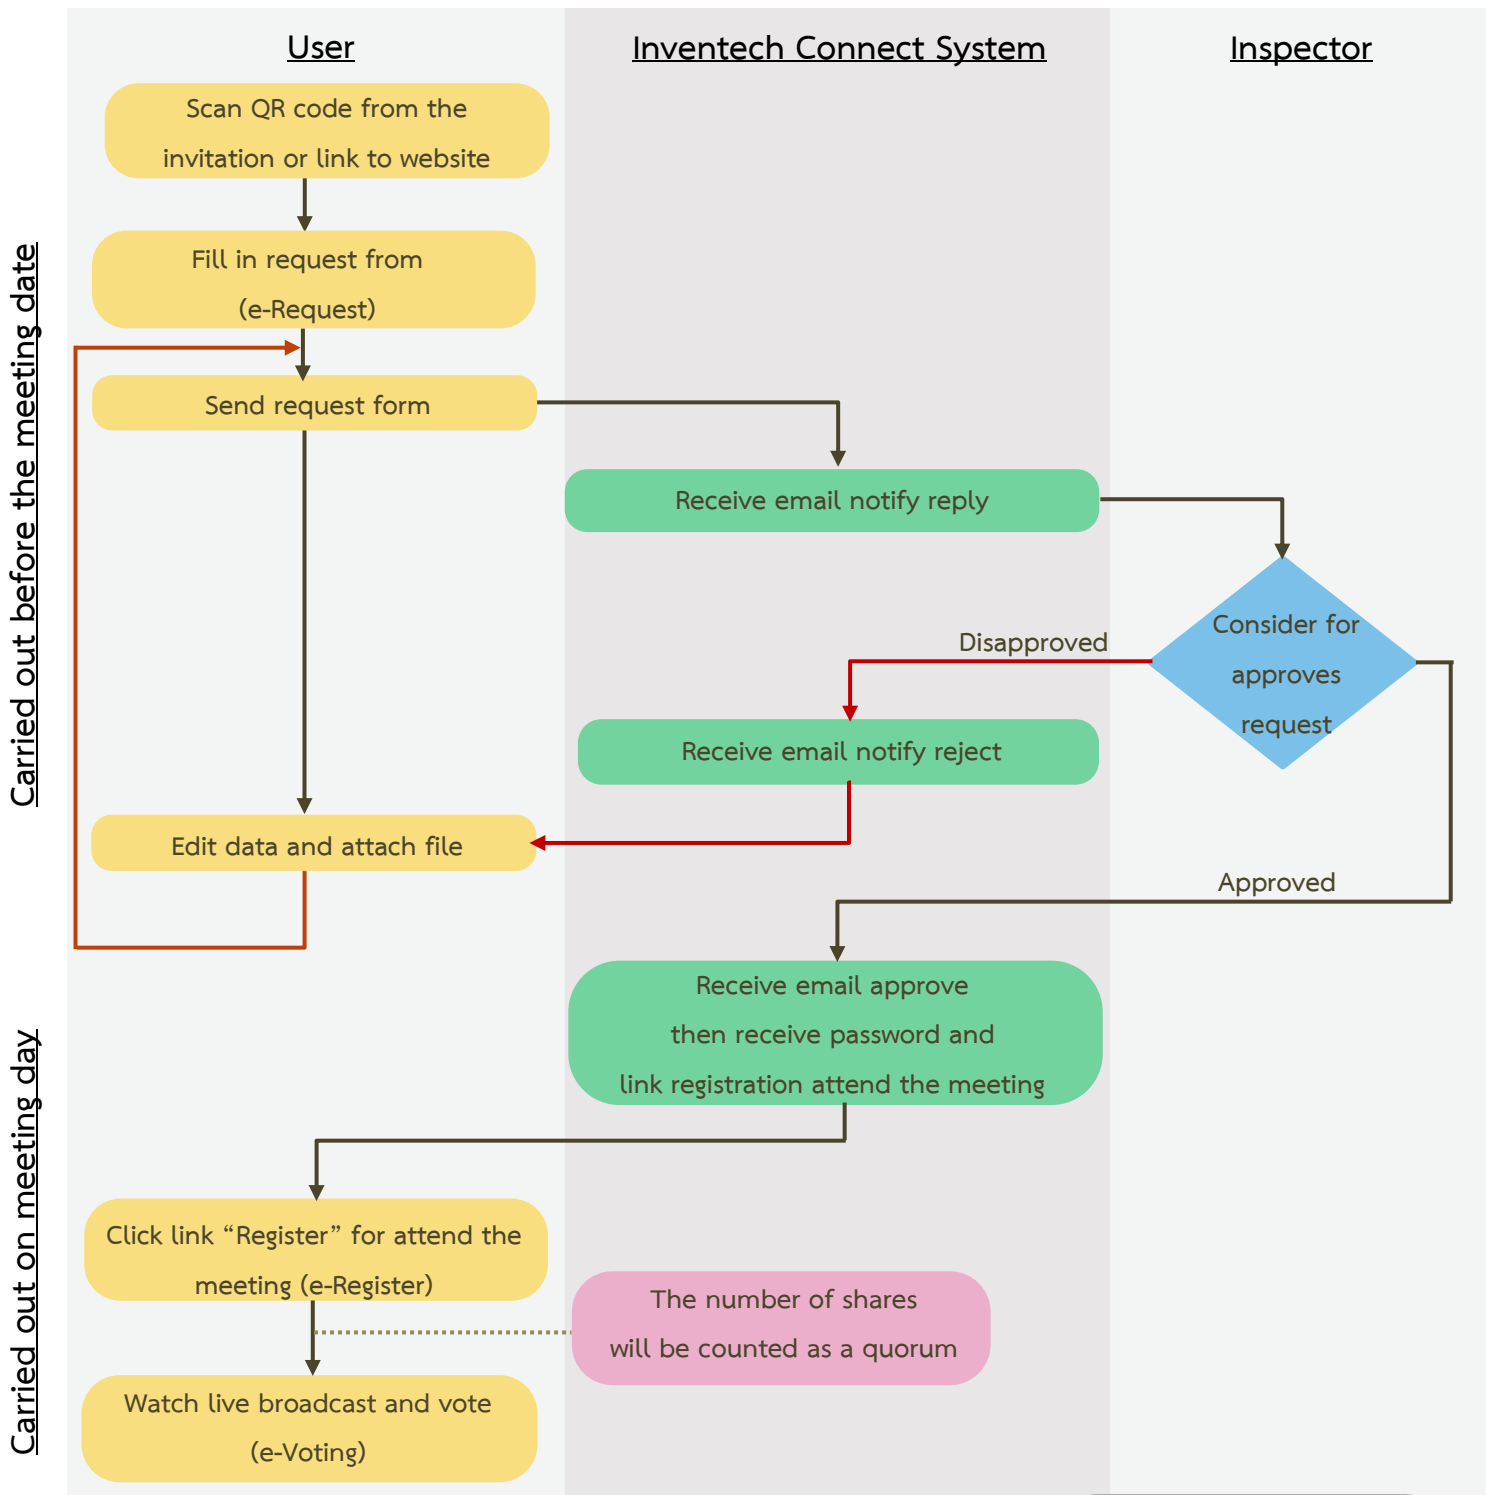 User
Inventech Connect System
Inspector
Carried out before the meeting date
Scan QR code from the
invitation or link to website
Fill in request from
(e-Request)
Send request form
Receive email notify reply
Consider for
approves
request
Disapproved
Receive email notify reject
Edit data and attach file
Approved
Receive email approve
then receive password and
link registration attend the meeting
Carried out on meeting day
Click link “Register” for attend the
meeting (e-Register)
The number of shares
will be counted as a quorum
Watch live broadcast and vote
(e-Voting)